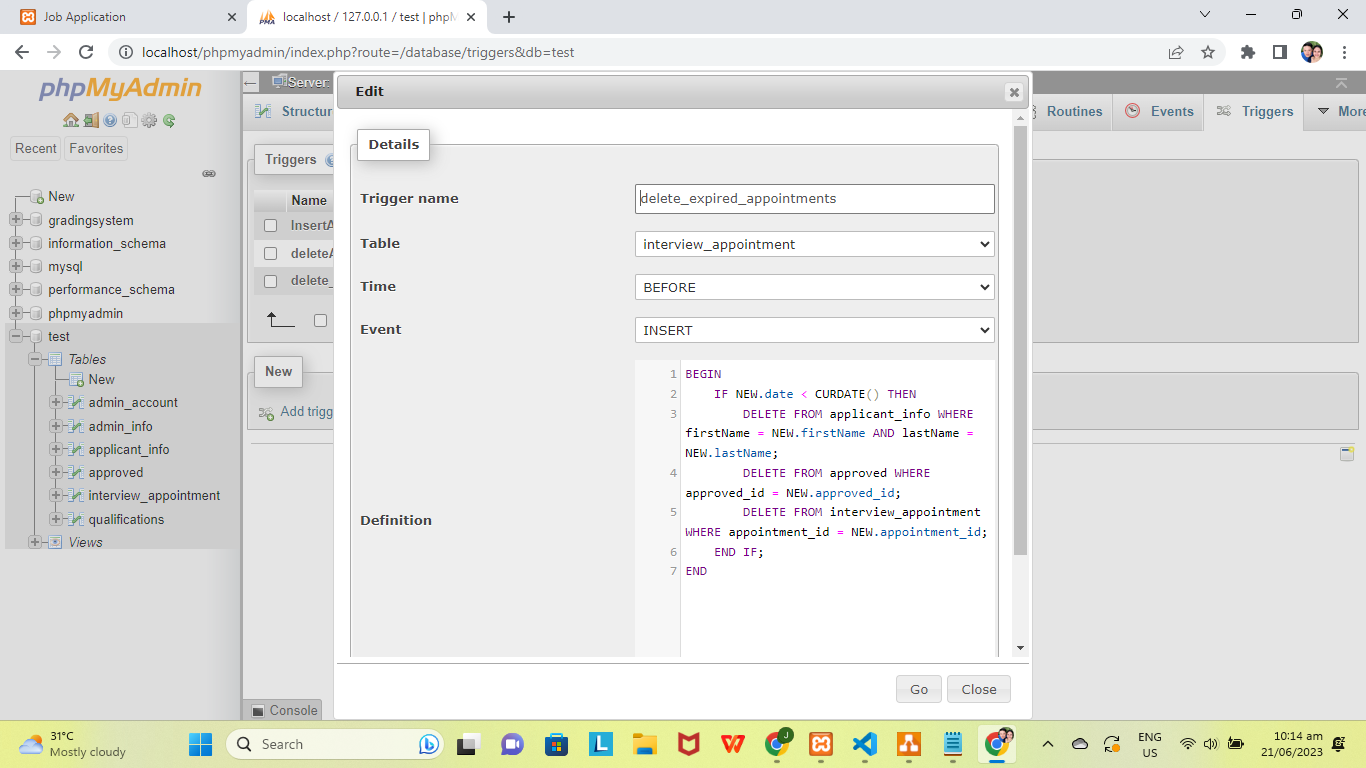 Job Application
localhost / 127.0.0.1 / test | phpM
localhost/phpmyadmin/index.php?route=/database/triggers&db=test
phpMyAdmin
Recent
Favorites
New
gradingsystem
information_schema
mysql
performance_schema
phpmyadmin
test
Tables
New
admin_account
admin_info
applicant_info
approved
interview_appointment
qualifications
Views
Server:
Structur
Routines
Events
Triggers
More
Triggers
Name
InsertA
deleteA
delete_
New
Add trigg
Console
Edit
Details
Trigger name
delete_expired_appointments
Table
interview_appointment
Time
BEFORE
Event
INSERT
Definition
1 BEGIN
2 IF NEW.date < CURDATE() THEN
3 DELETE FROM applicant_info WHERE
firstName = NEW.firstName AND lastName =
NEW.lastName;
4 DELETE FROM approved WHERE
approved_id = NEW.approved_id;
5 DELETE FROM interview_appointment
WHERE appointment_id = NEW.appointment_id;
6 END IF;
7 END
Go
Close
31°C
Mostly cloudy
Search
ENG
US
10:14 am
21/06/2023